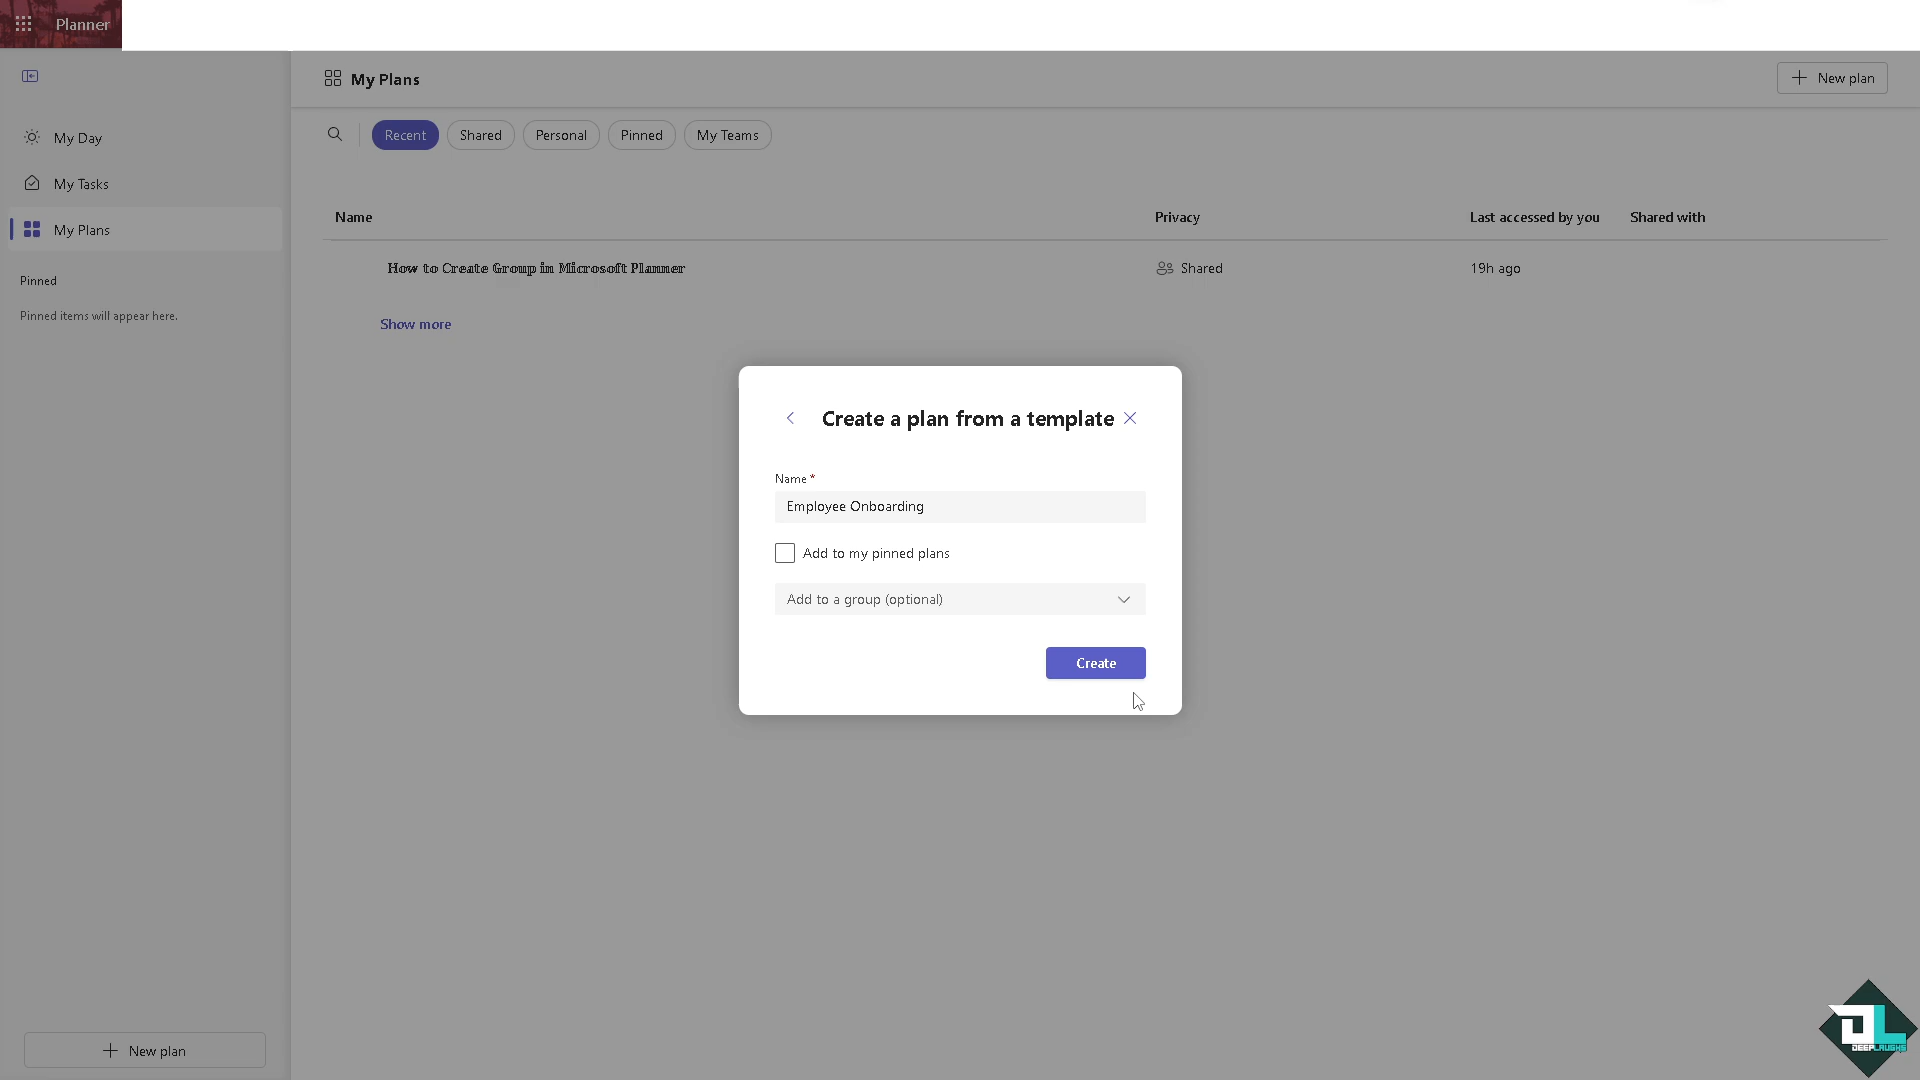 Planner
My Plans
New plan
My Day
My Tasks
My Plans
Pinned
Pinned items will appear here.
Recent
Shared
Personal
Pinned
My Teams
Name
Privacy
Last accessed by you
Shared with
How to Create Group in Microsoft Planner
Shared
19h ago
Show more
Create a plan from a template
Name *
Employee Onboarding
Add to my pinned plans
Add to a group (optional)
Create
New plan
DL
DEEPLAUGHS